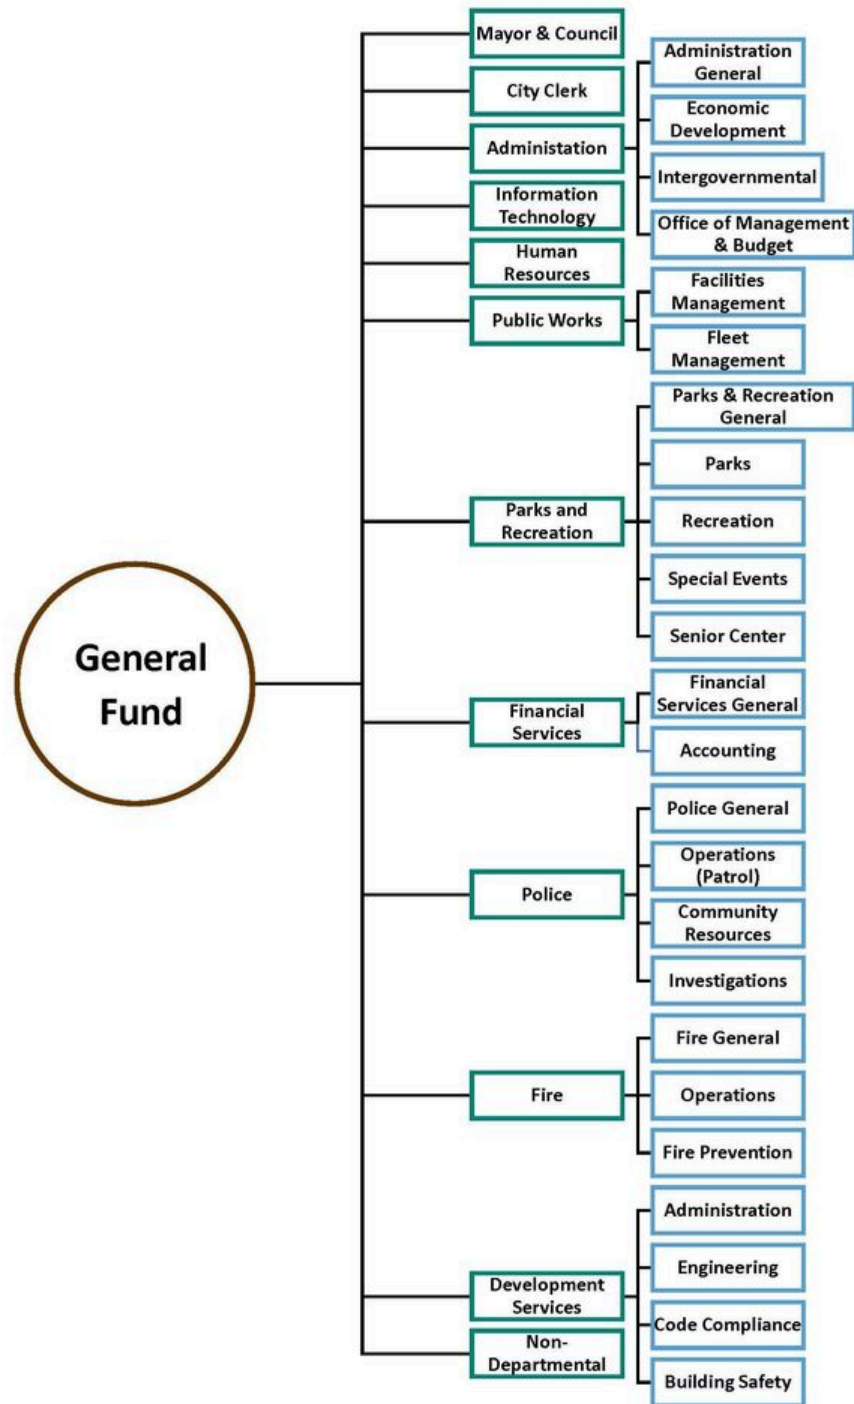 Mayor & Council
City Clerk
Administation
Administration
General
Economic
Development
Intergovernmental
Office of Management
& Budget
Information
Technology
Human
Resources
Public Works
Facilities
Management
Fleet
Management
Parks and
Recreation
Parks & Recreation
General
Parks
Recreation
Special Events
Senior Center
General
Fund
Financial
Services
Financial
Services General
Accounting
Police
Police General
Operations
(Patrol)
Community
Resources
Investigations
Fire
Fire General
Operations
Fire Prevention
Development
Services
Administration
Engineering
Code Compliance
Building Safety
Non-
Departmental